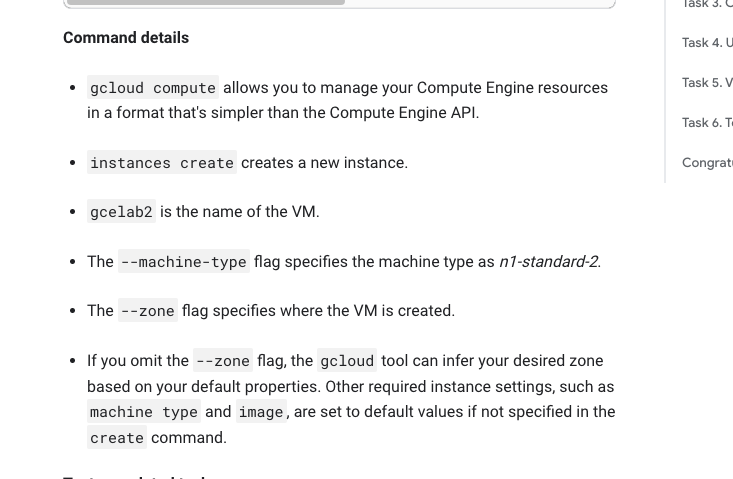 Command details
gcloud compute allows you to manage your Compute Engine resources
in a format that's simpler than the Compute Engine API.
instances create creates a new instance.
gcelab2 is the name of the VM.
The --machine-type flag specifies the machine type as n1-standard-2.
The --zone flag specifies where the VM is created.
If you omit the --zone flag, the gcloud tool can infer your desired zone
based on your default properties. Other required instance settings, such as
machine type and image, are set to default values if not specified in the
create command.
Task 3.
Task 4. U
Task 5. V
Task 6. T
Congrat